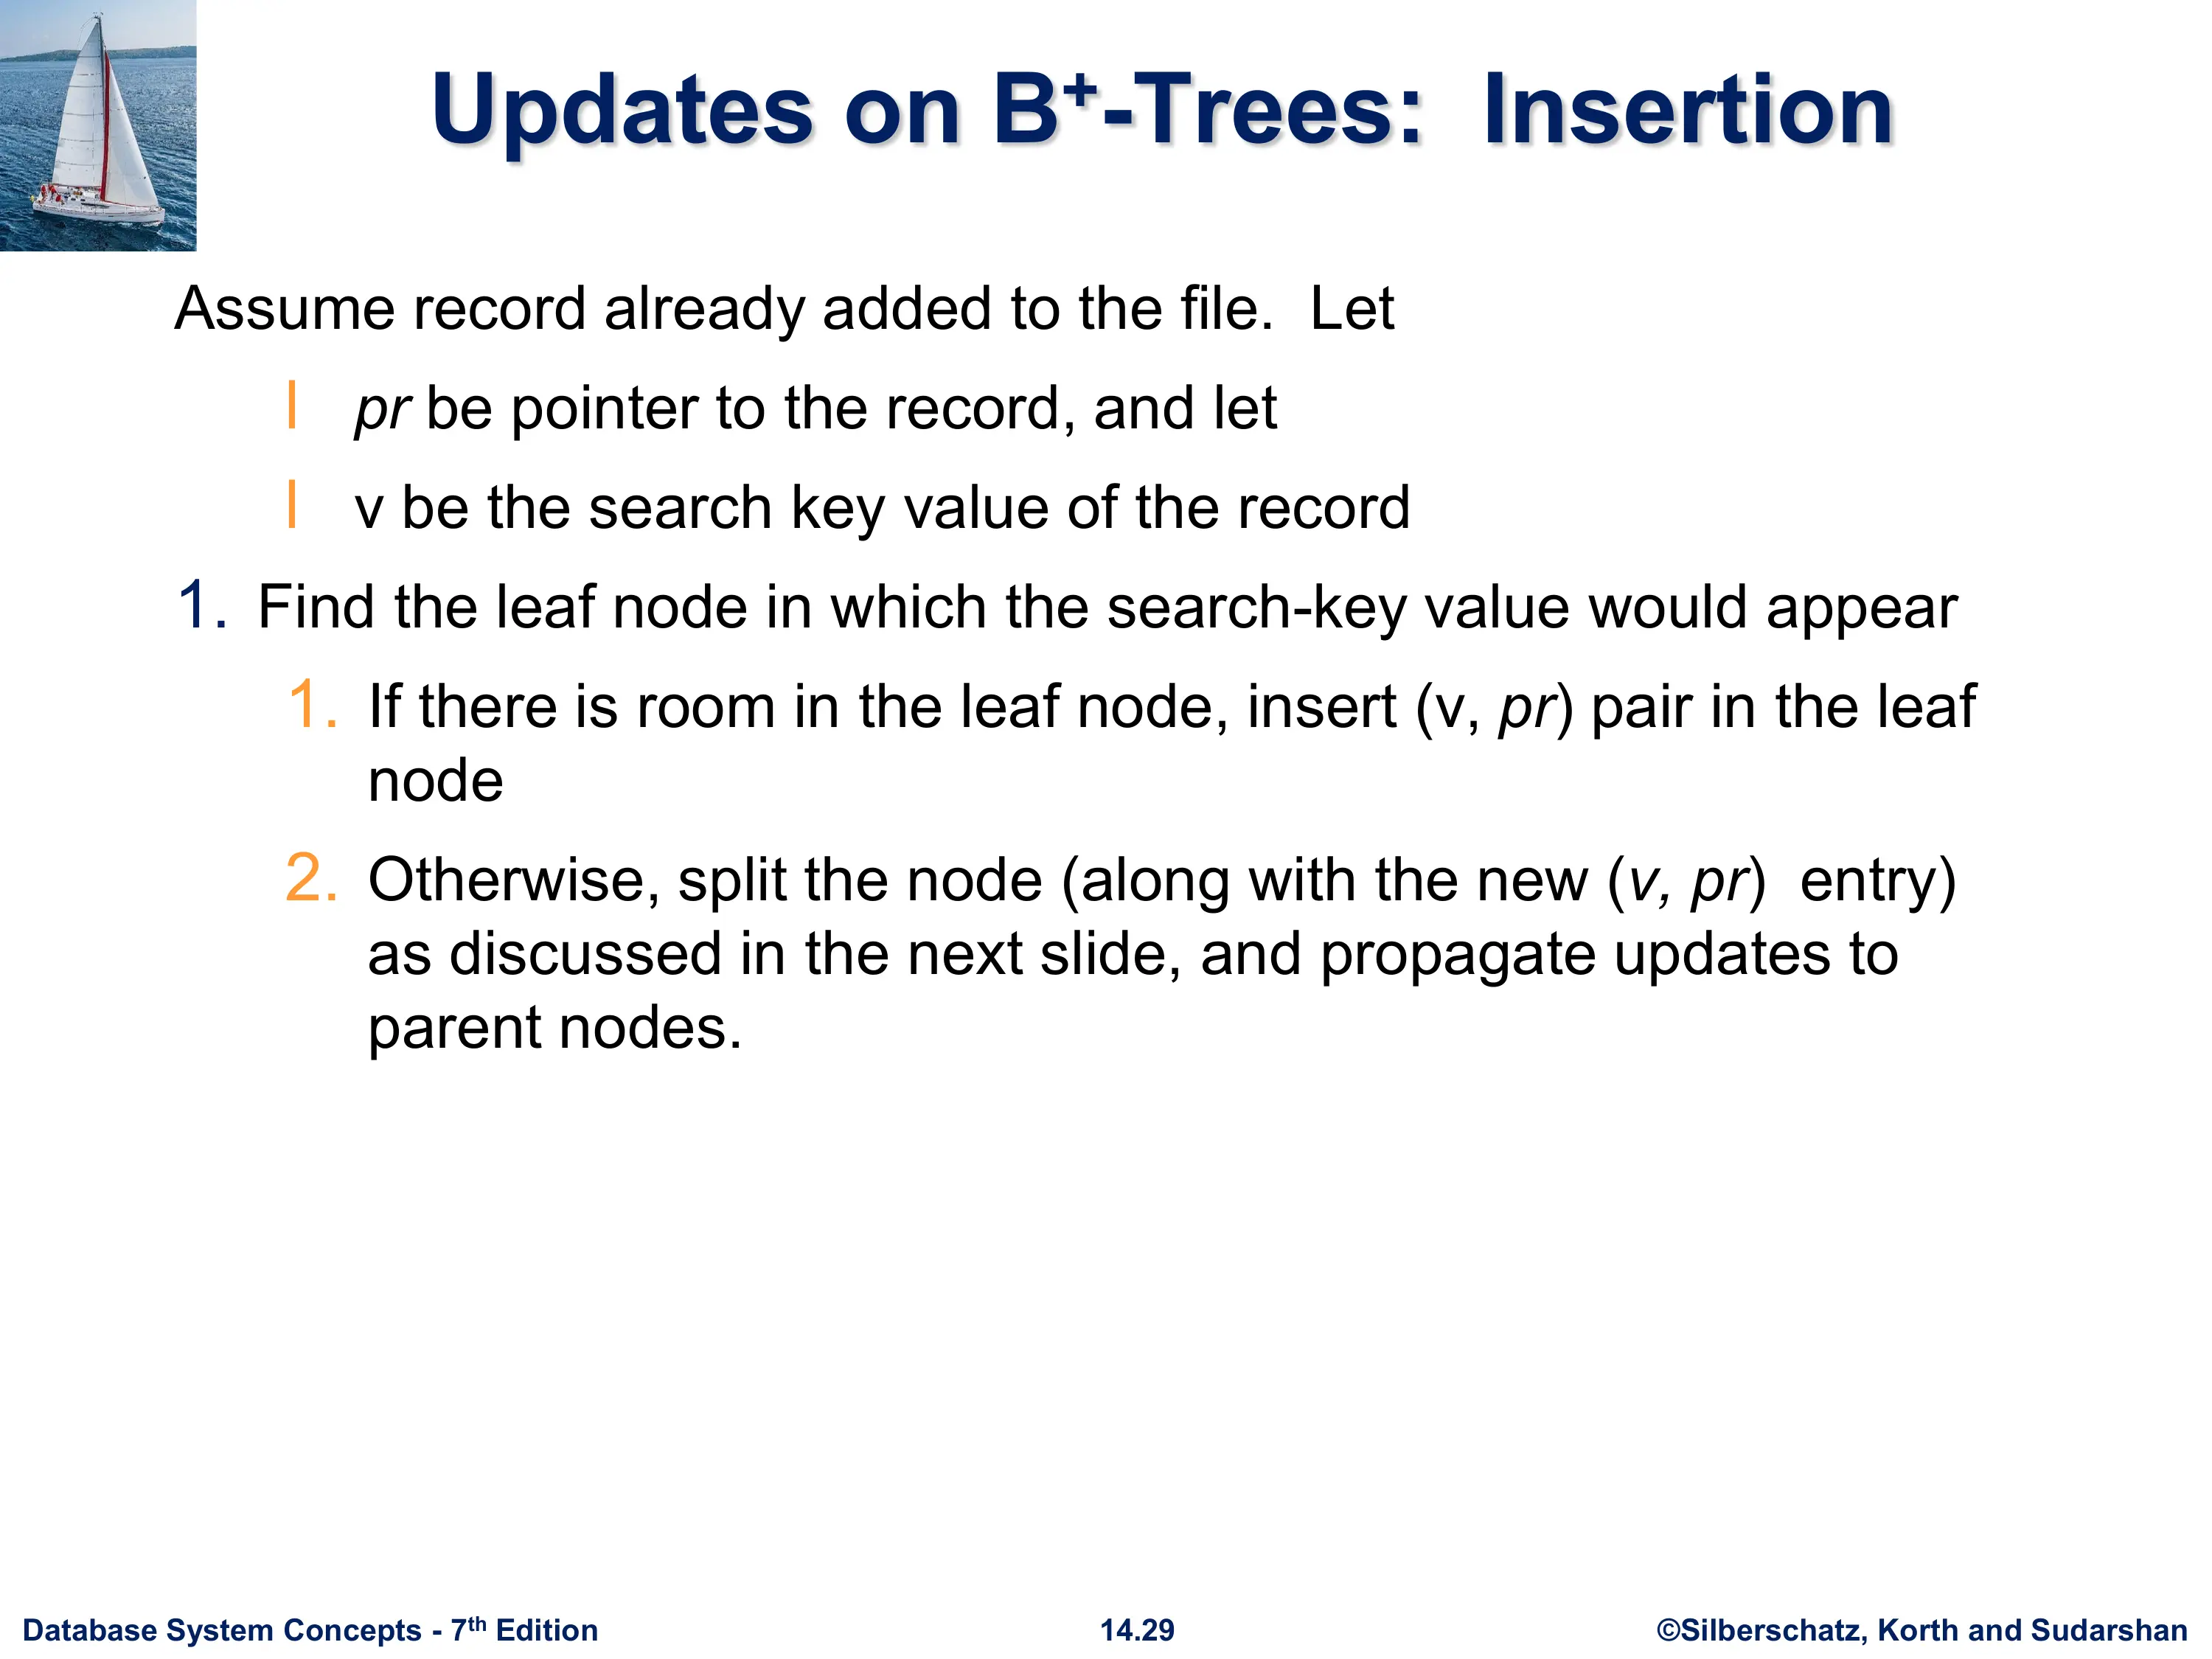 Updates on B+-Trees: Insertion
Assume record already added to the file. Let
l pr be pointer to the record, and let
l v be the search key value of the record
1. Find the leaf node in which the search-key value would appear
1. If there is room in the leaf node, insert (v, pr) pair in the leaf
node
2. Otherwise, split the node (along with the new (v, pr) entry)
as discussed in the next slide, and propagate updates to
parent nodes.
Database System Concepts - 7th Edition
14.29
©Silberschatz, Korth and Sudarshan